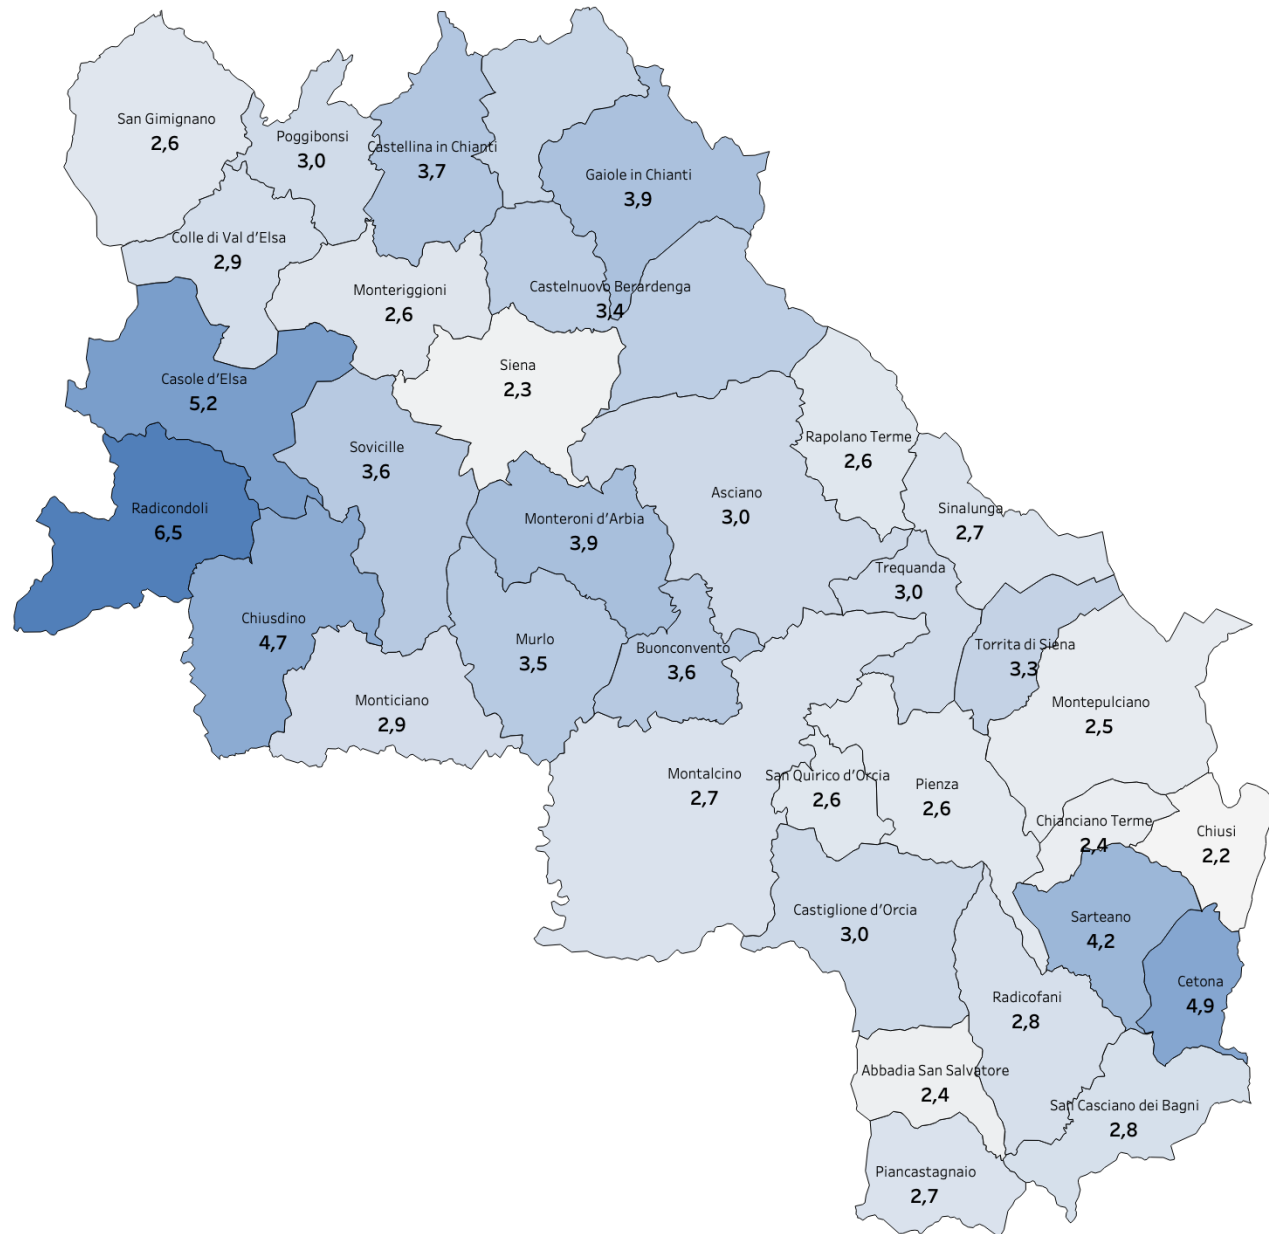 San Gimignano
2,6
Poggibonsi
3,0
Castellina in Chianti
3,7
Gaiole in Chianti
3,9
Colle di Val d'Elsa
2,9
Monteriggioni
2,6
Castelnuovo Berardenga
3,4
Siena
2,3
Casole d'Elsa
5,2
Sovicille
3,6
Rapolano Terme
2,6
Asciano
3,0
Radicondoli
6,5
Monteroni d'Arbia
3,9
Sinalunga
2,7
Trequanda
3,0
Chiusdino
4,7
Murlo
3,5
Buonconvento
3,6
Torrita di Siena
3,3
Monticiano
2,9
Montepulciano
2,5
Montalcino
2,7
San Quirico d'Orcia
2,6
Pienza
2,6
Chianciano Terme
2,4
Chiusi
2,2
Castiglione d'Orcia
3,0
Sarteano
4,2
Cetona
4,9
Radicofani
2,8
Abbadia San Salvatore
2,4
San Casciano dei Bagni
2,8
Piancastagnaio
2,7